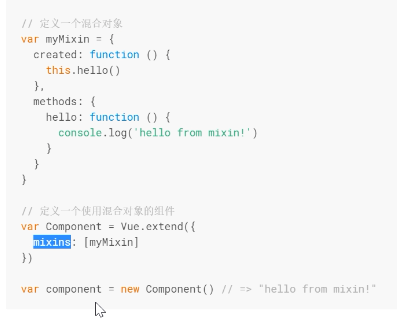 // 定义一个混合对象
var myMixin = {
  created: function () {
    this.hello()
  },
  methods: {
    hello: function () {
      console.log('hello from mixin!')
    }
  }
}
// 定义一个使用混合对象的组件
var Component = Vue.extend({
  mixins: [myMixin]
})
var component = new Component() // => "hello from mixin!"